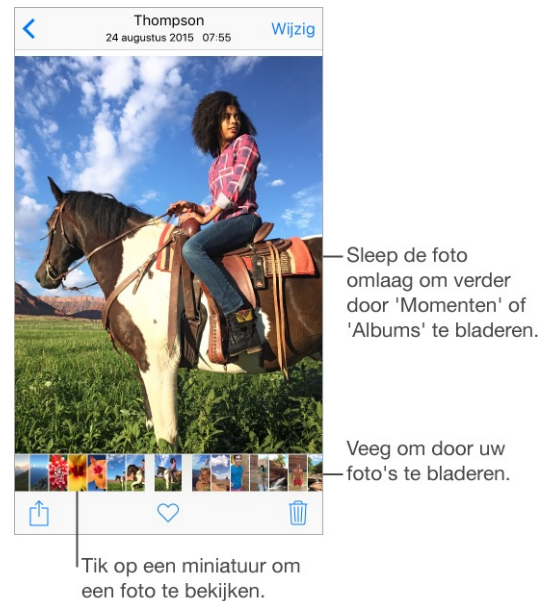 Thompson
24 augustus 2015 07:55
Wijzig
Sleep de foto
omlaag om verder
door 'Momenten' of
'Albums' te bladeren.
Veeg om door uw
foto's te bladeren.
Tik op een miniatuur om
een foto te bekijken.